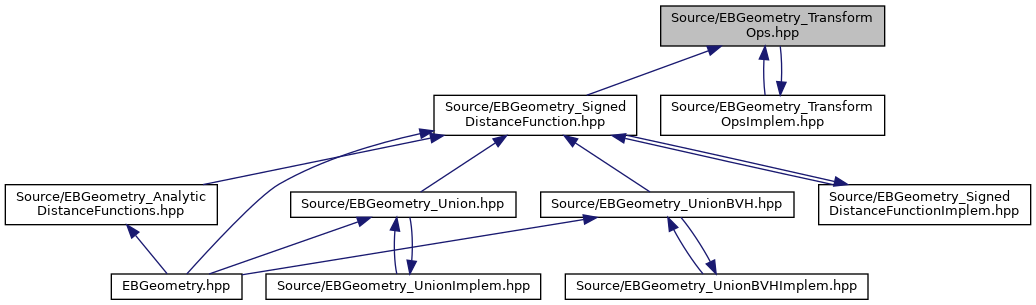 Source/EBGeometry_Transform
Ops.hpp
Source/EBGeometry_Signed
DistanceFunction.hpp
Source/EBGeometry_Transform
OpsImplem.hpp
Source/EBGeometry_Analytic
DistanceFunctions.hpp
Source/EBGeometry_Union.hpp
Source/EBGeometry_UnionBVH.hpp
Source/EBGeometry_Signed
DistanceFunctionImplem.hpp
EBGeometry.hpp
Source/EBGeometry_UnionImplem.hpp
Source/EBGeometry_UnionBVHImplem.hpp